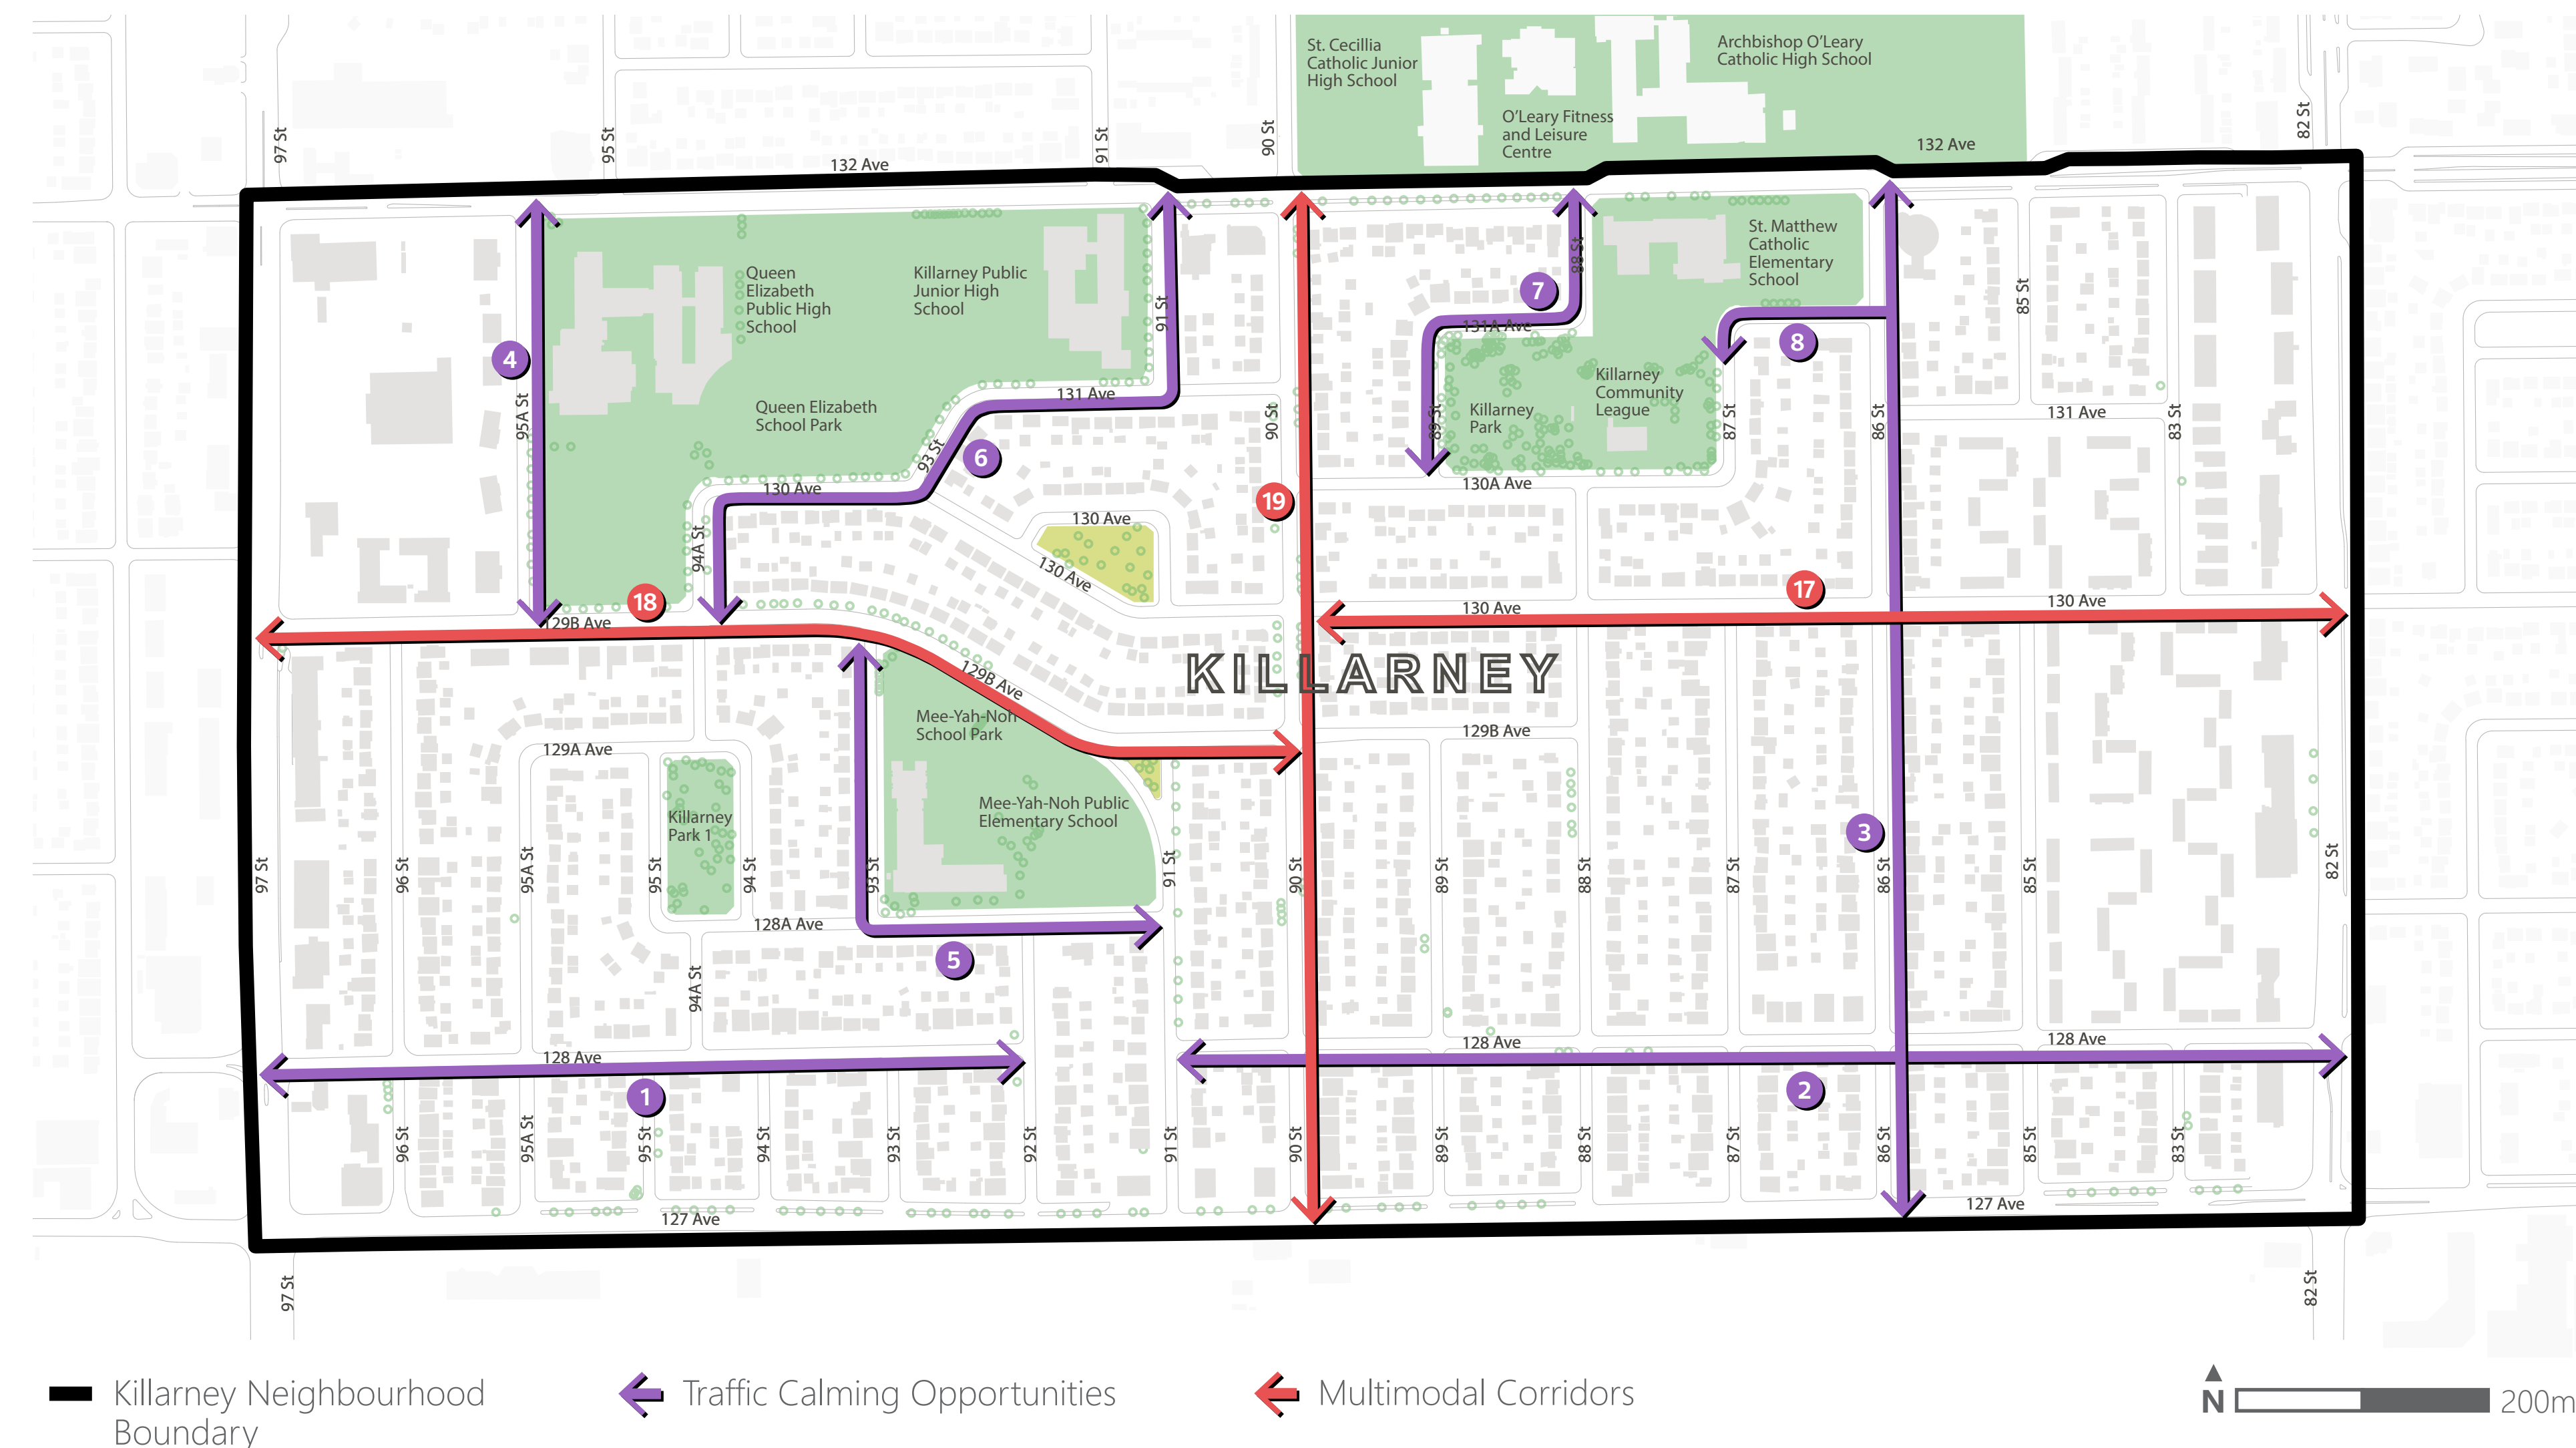 St. Cecillia
Catholic Junior
High School
Archbishop O'Leary
Catholic High School
O'Leary Fitness
and Leisure
Centre
97 St
95 St
91 St
90 St
82 St
132 Ave
132 Ave
Queen
Elizabeth
Public High
School
Killarney Public
Junior High
School
St. Matthew
Catholic
Elementary
School
88 St
91 St
85 St
7
131A Ave
8
4
95A St
Queen Elizabeth
School Park
131 Ave
90 St
89 St
Killarney
Park
Killarney
Community
League
87 St
86 St
131 Ave
83 St
93 St
6
130 Ave
130A Ave
19
94A St
130 Ave
130 Ave
18
129B Ave
17
130 Ave
130 Ave
KILLARNEY
129B Ave
Mee-Yah-Noh
School Park
129B Ave
129A Ave
Killarney
Park 1
Mee-Yah-Noh Public
Elementary School
3
97 St
96 St
95A St
95 St
94 St
93 St
91 St
90 St
89 St
88 St
87 St
86 St
85 St
82 St
128A Ave
5
94A St
128 Ave
128 Ave
128 Ave
1
2
96 St
95A St
95 St
94 St
93 St
92 St
91 St
90 St
89 St
88 St
87 St
86 St
85 St
83 St
127 Ave
127 Ave
97 St
82 St
Killarney Neighbourhood
Boundary
Traffic Calming Opportunities
Multimodal Corridors
N
200m